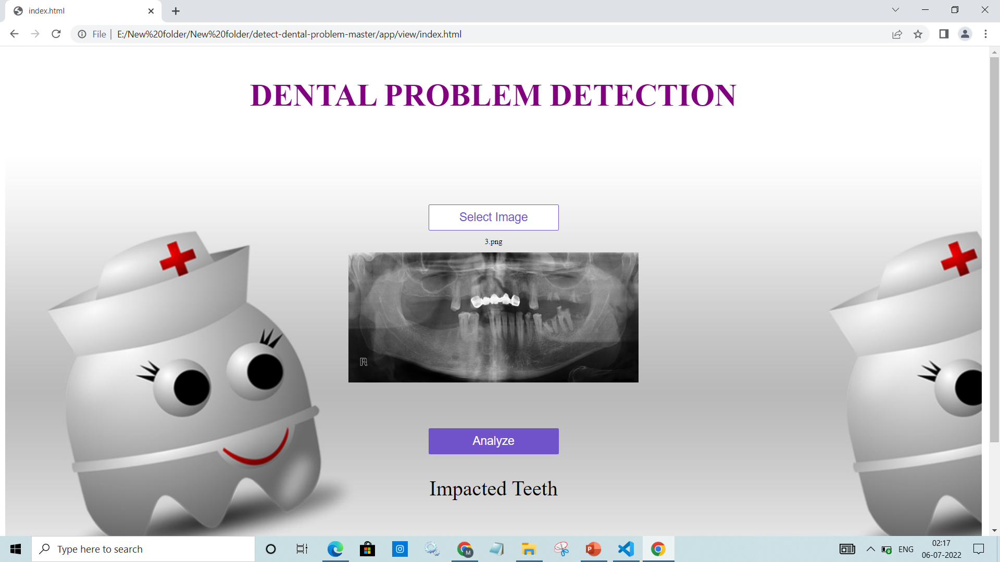 index.html
File | E:/New%20folder/New%20folder/detect-dental-problem-master/app/view/index.html
DENTAL PROBLEM DETECTION
Select Image
3.png
R
Analyze
Impacted Teeth
Type here to search
M
P
ENG
02:17
06-07-2022